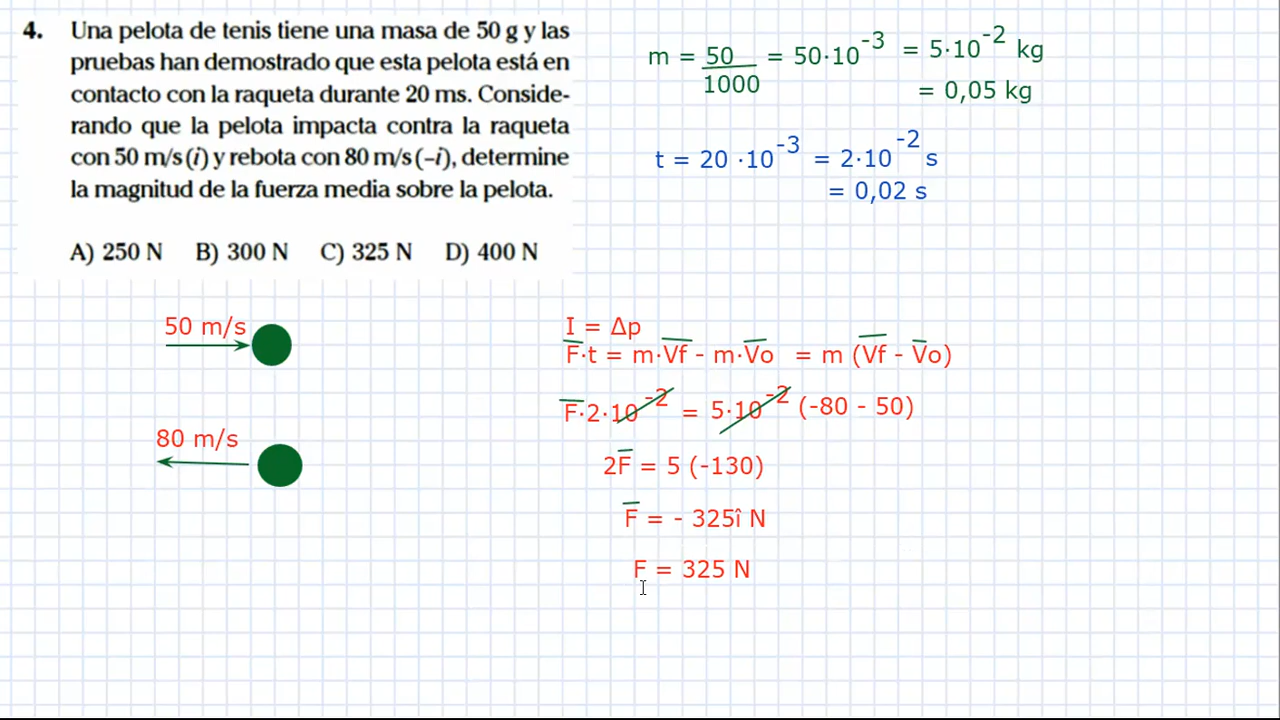 4. Una pelota de tenis tiene una masa de 50 g y las
pruebas han demostrado que esta pelota está en
contacto con la raqueta durante 20 ms. Conside-
rando que la pelota impacta contra la raqueta
con 50 m/s(i) y rebota con 80 m/s(–i), determine
la magnitud de la fuerza media sobre la pelota.
A) 250 N B) 300 N C) 325 N D) 400 N
m = 50/1000 = 50·10⁻³ = 5·10⁻² kg
= 0,05 kg
t = 20 ·10⁻³ = 2·10⁻² s
= 0,02 s
50 m/s
80 m/s
I = Δp
F·t = m·Vf - m·Vo = m (Vf - Vo)
F·2·10⁻² = 5·10⁻² (-80 - 50)
2F = 5 (-130)
F = - 325î N
F = 325 N